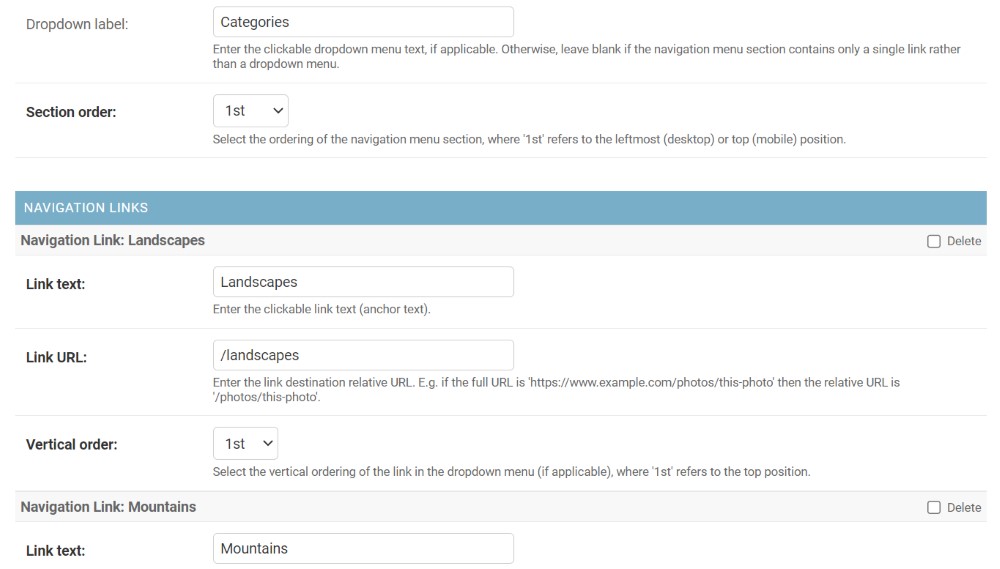 Dropdown label:
Categories
Enter the clickable dropdown menu text, if applicable. Otherwise, leave blank if the navigation menu section contains only a single link rather
than a dropdown menu.
Section order:
1st
Select the ordering of the navigation menu section, where '1st' refers to the leftmost (desktop) or top (mobile) position.
NAVIGATION LINKS
Navigation Link: Landscapes
Delete
Link text:
Landscapes
Enter the clickable link text (anchor text).
Link URL:
/landscapes
Enter the link destination relative URL. E.g. if the full URL is 'https://www.example.com/photos/this-photo' then the relative URL is
'/photos/this-photo'.
Vertical order:
1st
Select the vertical ordering of the link in the dropdown menu (if applicable), where '1st' refers to the top position.
Navigation Link: Mountains
Delete
Link text:
Mountains